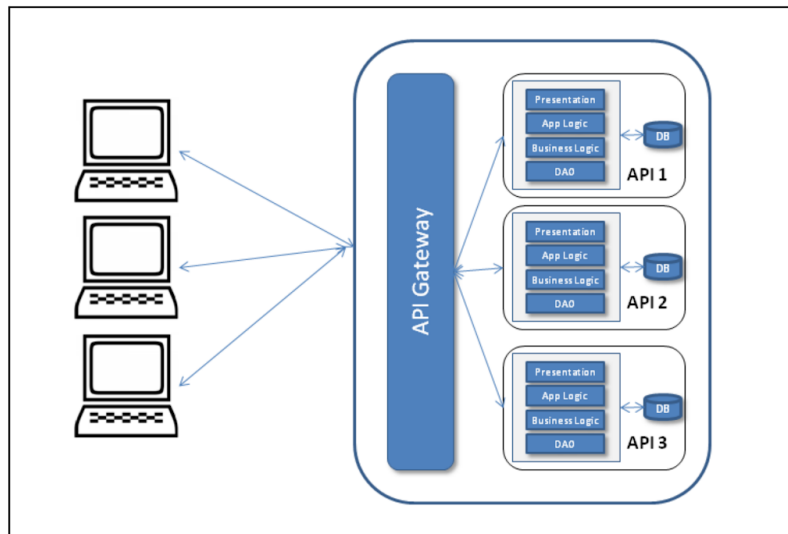 API Gateway
Presentation
App Logic
Business Logic
DAO
DB
API 1
Presentation
App Logic
Business Logic
DAO
DB
API 2
Presentation
App Logic
Business Logic
DAO
DB
API 3